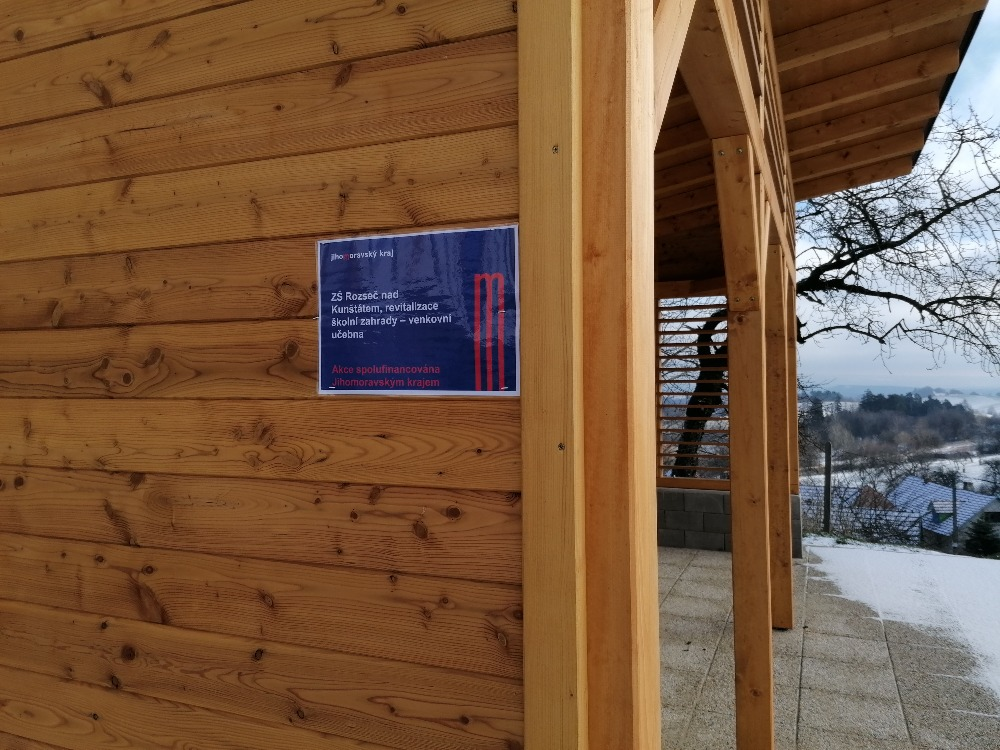 jihomoravský kraj
ZŠ Rozseč nad
Kunštátem, revitalizace
školní zahrady – venkovní
učebna
Akce spolufinancována
Jihomoravským krajem